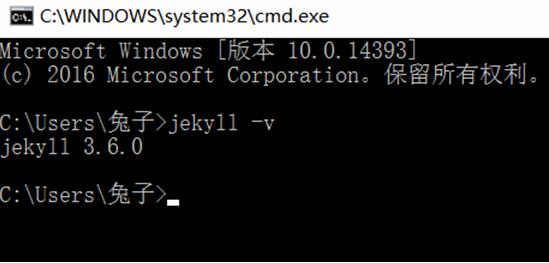 C:\WINDOWS\system32\cmd.exe
Microsoft Windows [版本 10.0.14393]
(c) 2016 Microsoft Corporation。保留所有权利。
C:\Users\兔子>jekyll -v
jekyll 3.6.0
C:\Users\兔子>